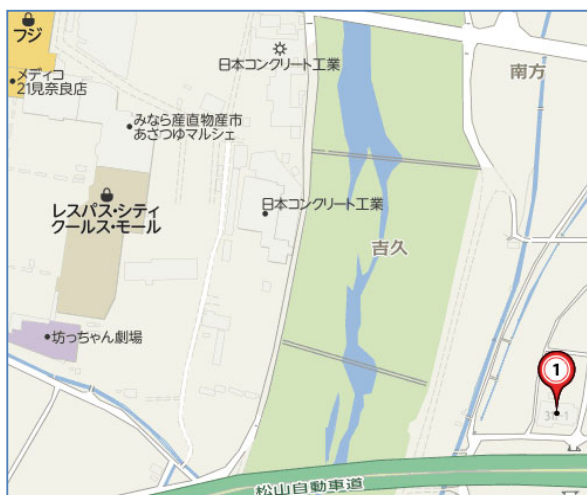 フジ
メディコ
21見奈良店
日本コンクリート工業
南方
みなら産直物産市
あさつゆマルシェ
レスパス・シティ
クールス・モール
日本コンクリート工業
吉久
坊っちゃん劇場
1
松山自動車道